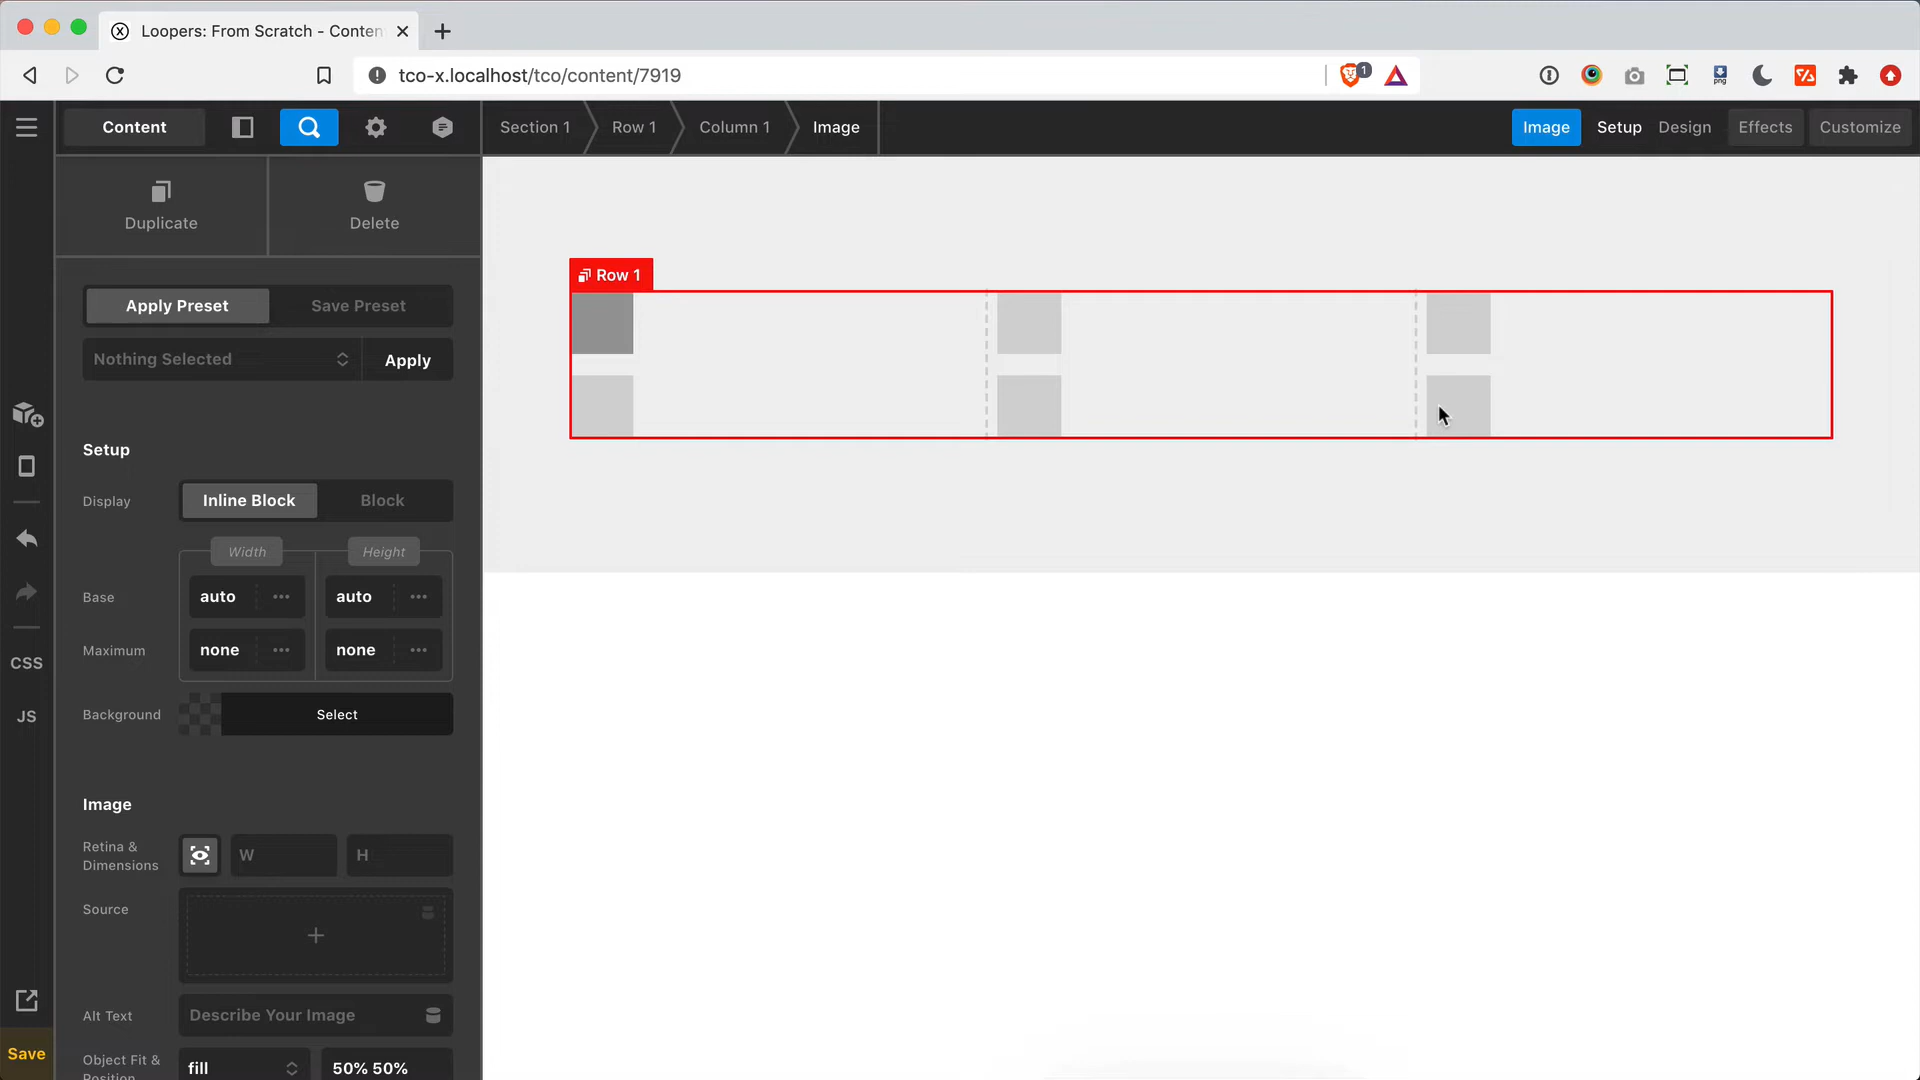 Loopers: From Scratch - Conten
tco-x.localhost/tco/content/7919
1
png
Content
Section 1
Row 1
Column 1
Image
Image
Setup
Design
Effects
Customize
Duplicate
Delete
Row 1
Apply Preset
Save Preset
Nothing Selected
Apply
Setup
Display
Inline Block
Block
Width
Height
Base
auto
auto
Maximum
none
none
CSS
JS
Background
Select
Image
Retina &
Dimensions
W
H
Source
Alt Text
Describe Your Image
Save
Object Fit &
Position
fill
50% 50%